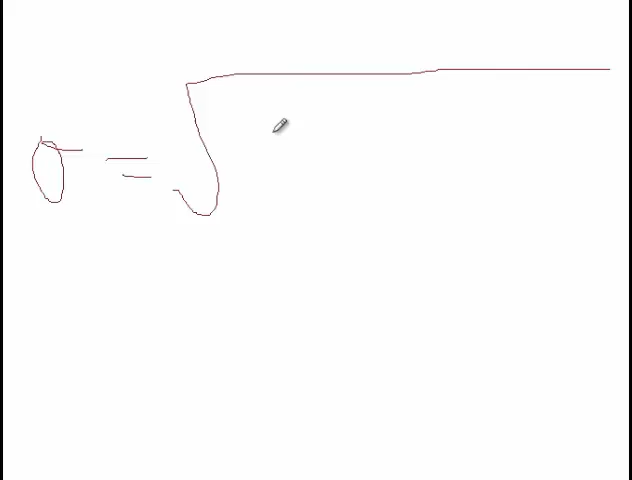 σ = √